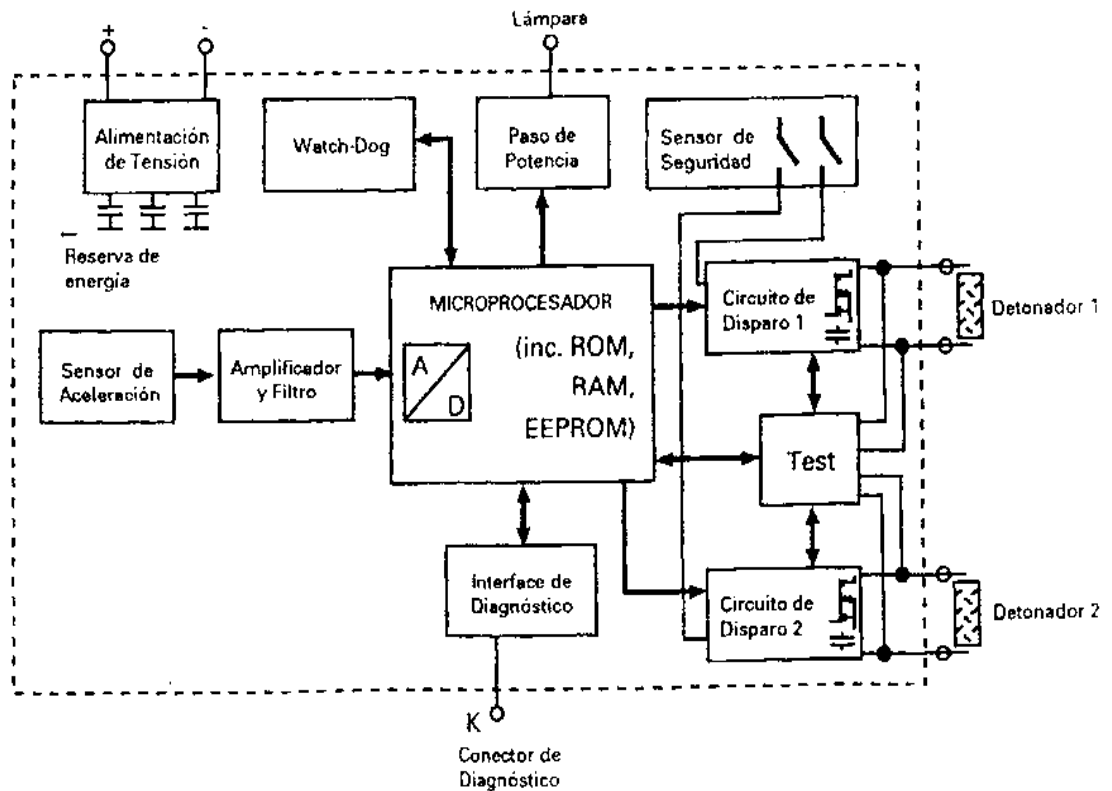 +
-
Lámpara
Alimentación
de Tensión
Watch-Dog
Paso de
Potencia
Sensor de
Seguridad
Reserva de
energía
MICROPROCESADOR
(inc. ROM,
RAM,
EEPROM)
A
D
Circuito de
Disparo 1
Detonador 1
Sensor de
Aceleración
Amplificador
y Filtro
Test
Interface de
Diagnóstico
Circuito de
Disparo 2
Detonador 2
K
Conector de
Diagnóstico